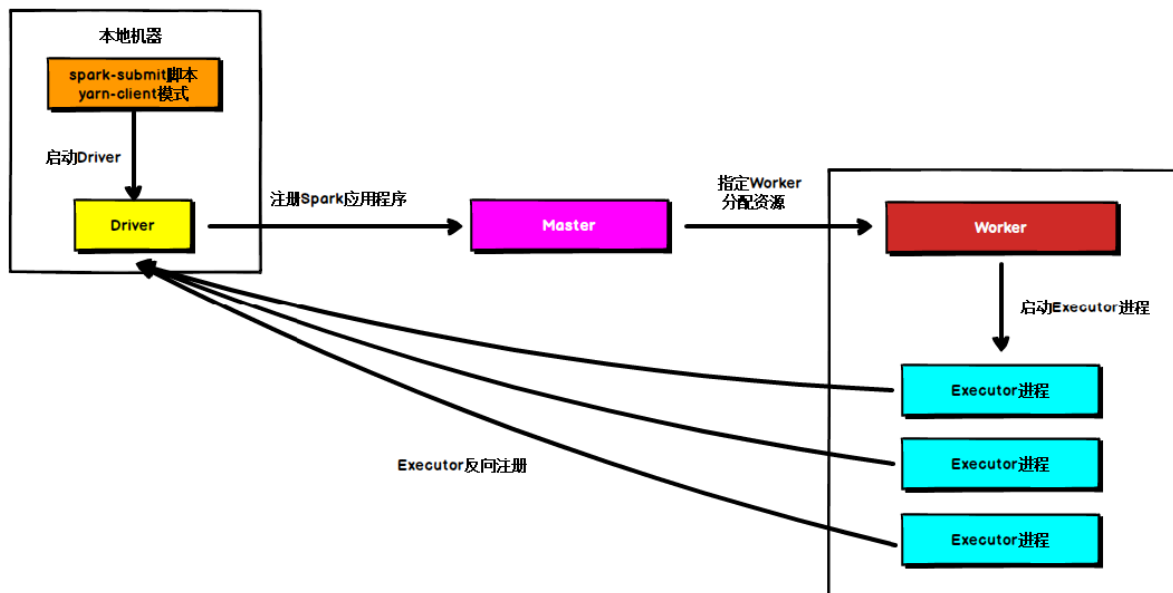 本地机器
spark-submit脚本
yarn-client模式
启动Driver
Driver
注册Spark应用程序
Master
指定Worker
分配资源
Worker
启动Executor进程
Executor进程
Executor进程
Executor进程
Executor反向注册